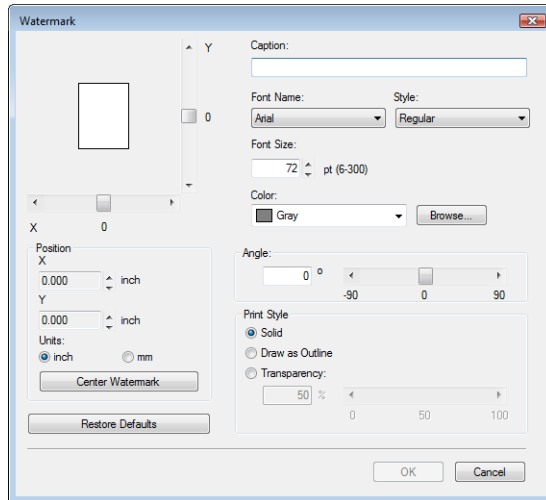 Watermark
Y
0
X 0
Position
X
0.000 inch
Y
0.000 inch
Units:
inch mm
Center Watermark
Restore Defaults
Caption:
Font Name: Style:
Arial Regular
Font Size:
72 pt (6-300)
Color:
Gray Browse...
Angle:
0 °
-90 0 90
Print Style
Solid
Draw as Outline
Transparency:
50 %
0 50 100
OK Cancel